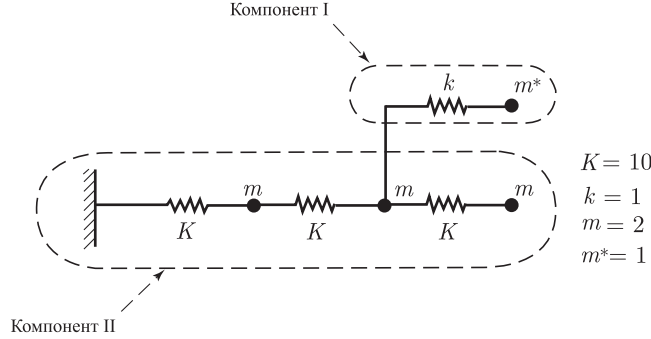 Компонент I
k
m*
m
m
m
K
K
K
K = 10
k = 1
m = 2
m* = 1
Компонент II